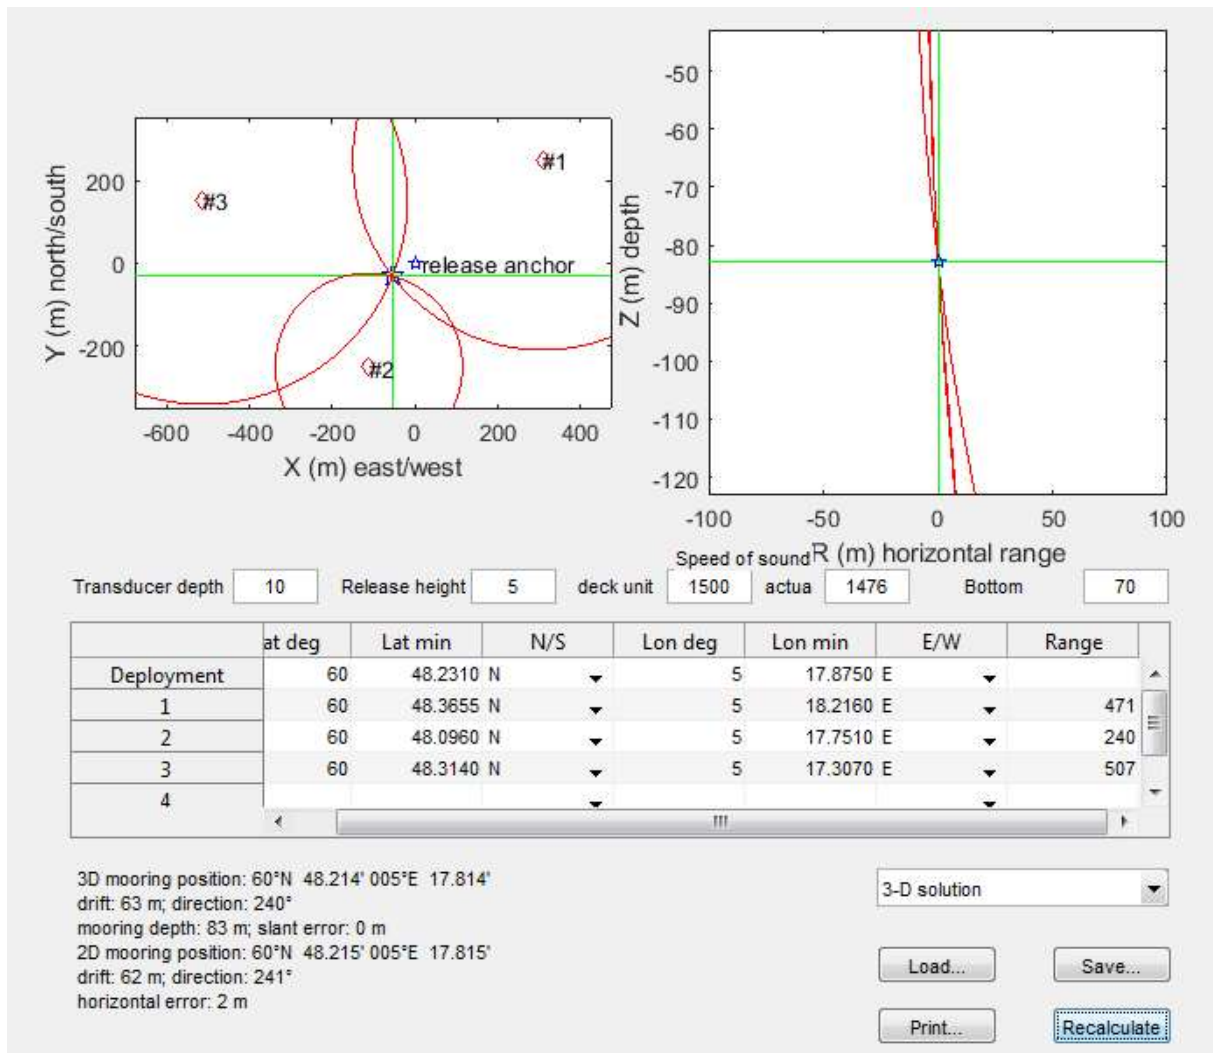 200
0
-200
-600
-400
-200
0
200
400
Y (m) north/south
X (m) east/west
#1
#3
release anchor
#2
-50
-60
-70
-80
-90
-100
-110
-120
-100
-50
0
50
100
Z (m) depth
R (m) horizontal range
Speed of sound
Transducer depth 10 Release height 5 deck unit 1500 actua 1476 Bottom 70
at deg Lat min N/S Lon deg Lon min E/W Range
Deployment 60 48.2310 N 5 17.8750 E
1 60 48.3655 N 5 18.2160 E 471
2 60 48.0960 N 5 17.7510 E 240
3 60 48.3140 N 5 17.3070 E 507
4
3D mooring position: 60°N 48.214' 005°E 17.814'
drift: 63 m; direction: 240°
mooring depth: 83 m; slant error: 0 m
2D mooring position: 60°N 48.215' 005°E 17.815'
drift: 62 m; direction: 241°
horizontal error: 2 m
3-D solution
Load... Save...
Print... Recalculate